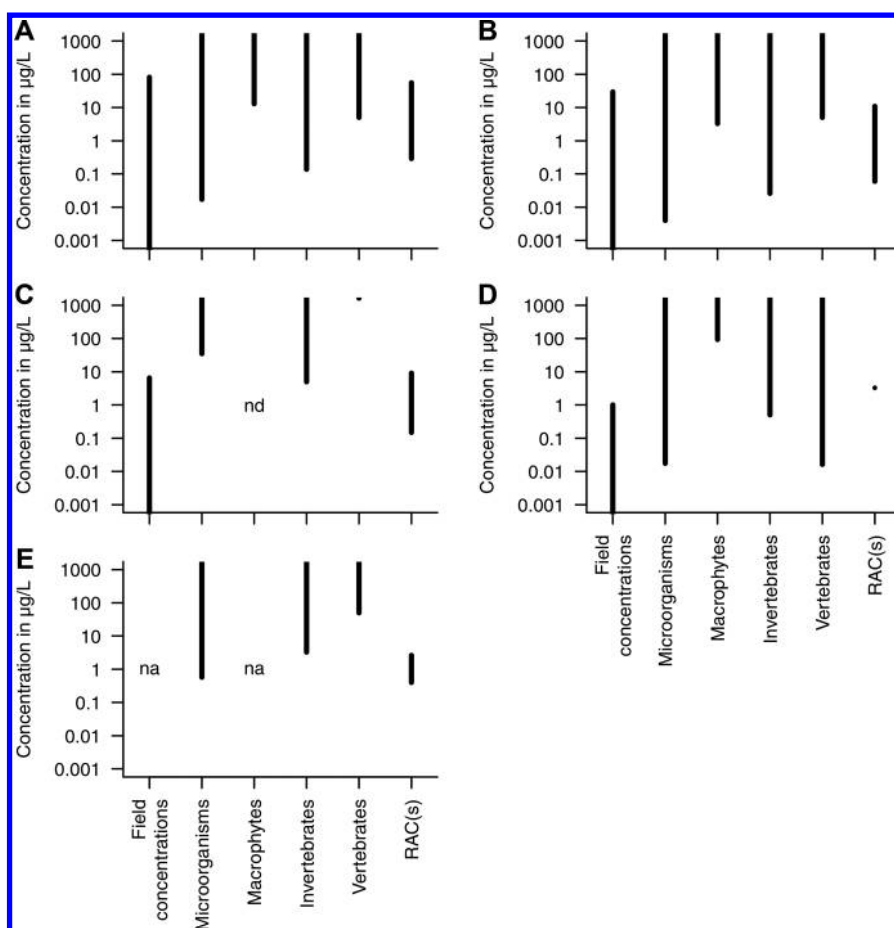 A
Concentration in µg/L
1000
100
10
1
0.1
0.01
0.001
B
Concentration in µg/L
1000
100
10
1
0.1
0.01
0.001
C
Concentration in µg/L
1000
100
10
1
0.1
0.01
0.001
nd
D
Concentration in µg/L
1000
100
10
1
0.1
0.01
0.001
Field
concentrations
Microorganisms
Macrophytes
Invertebrates
Vertebrates
RAC(s)
E
Concentration in µg/L
1000
100
10
1
0.1
0.01
0.001
na
na
Field
concentrations
Microorganisms
Macrophytes
Invertebrates
Vertebrates
RAC(s)